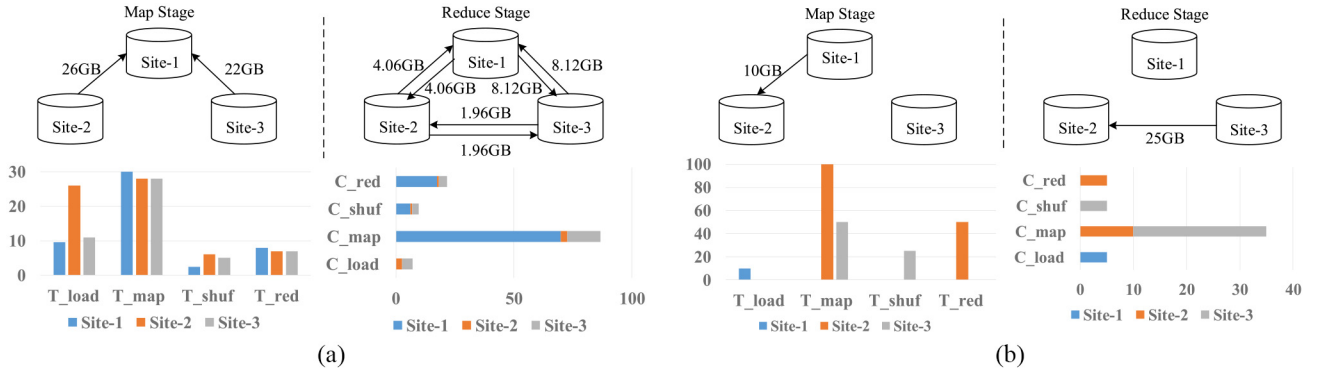 Map Stage
Reduce Stage
Site-1
26GB
22GB
Site-2
Site-3
Site-1
4.06GB
8.12GB
4.06GB
8.12GB
1.96GB
Site-2
Site-3
1.96GB
30
20
10
0
T_load T_map T_shuf T_red
Site-1 Site-2 Site-3
C_red
C_shuf
C_map
C_load
0 50 100
Site-1 Site-2 Site-3
(a)
Map Stage
Reduce Stage
Site-1
10GB
Site-2
Site-3
Site-1
Site-2
Site-3
25GB
100
80
60
40
20
0
T_load T_map T_shuf T_red
Site-1 Site-2 Site-3
C_red
C_shuf
C_map
C_load
0 10 20 30 40
Site-1 Site-2 Site-3
(b)